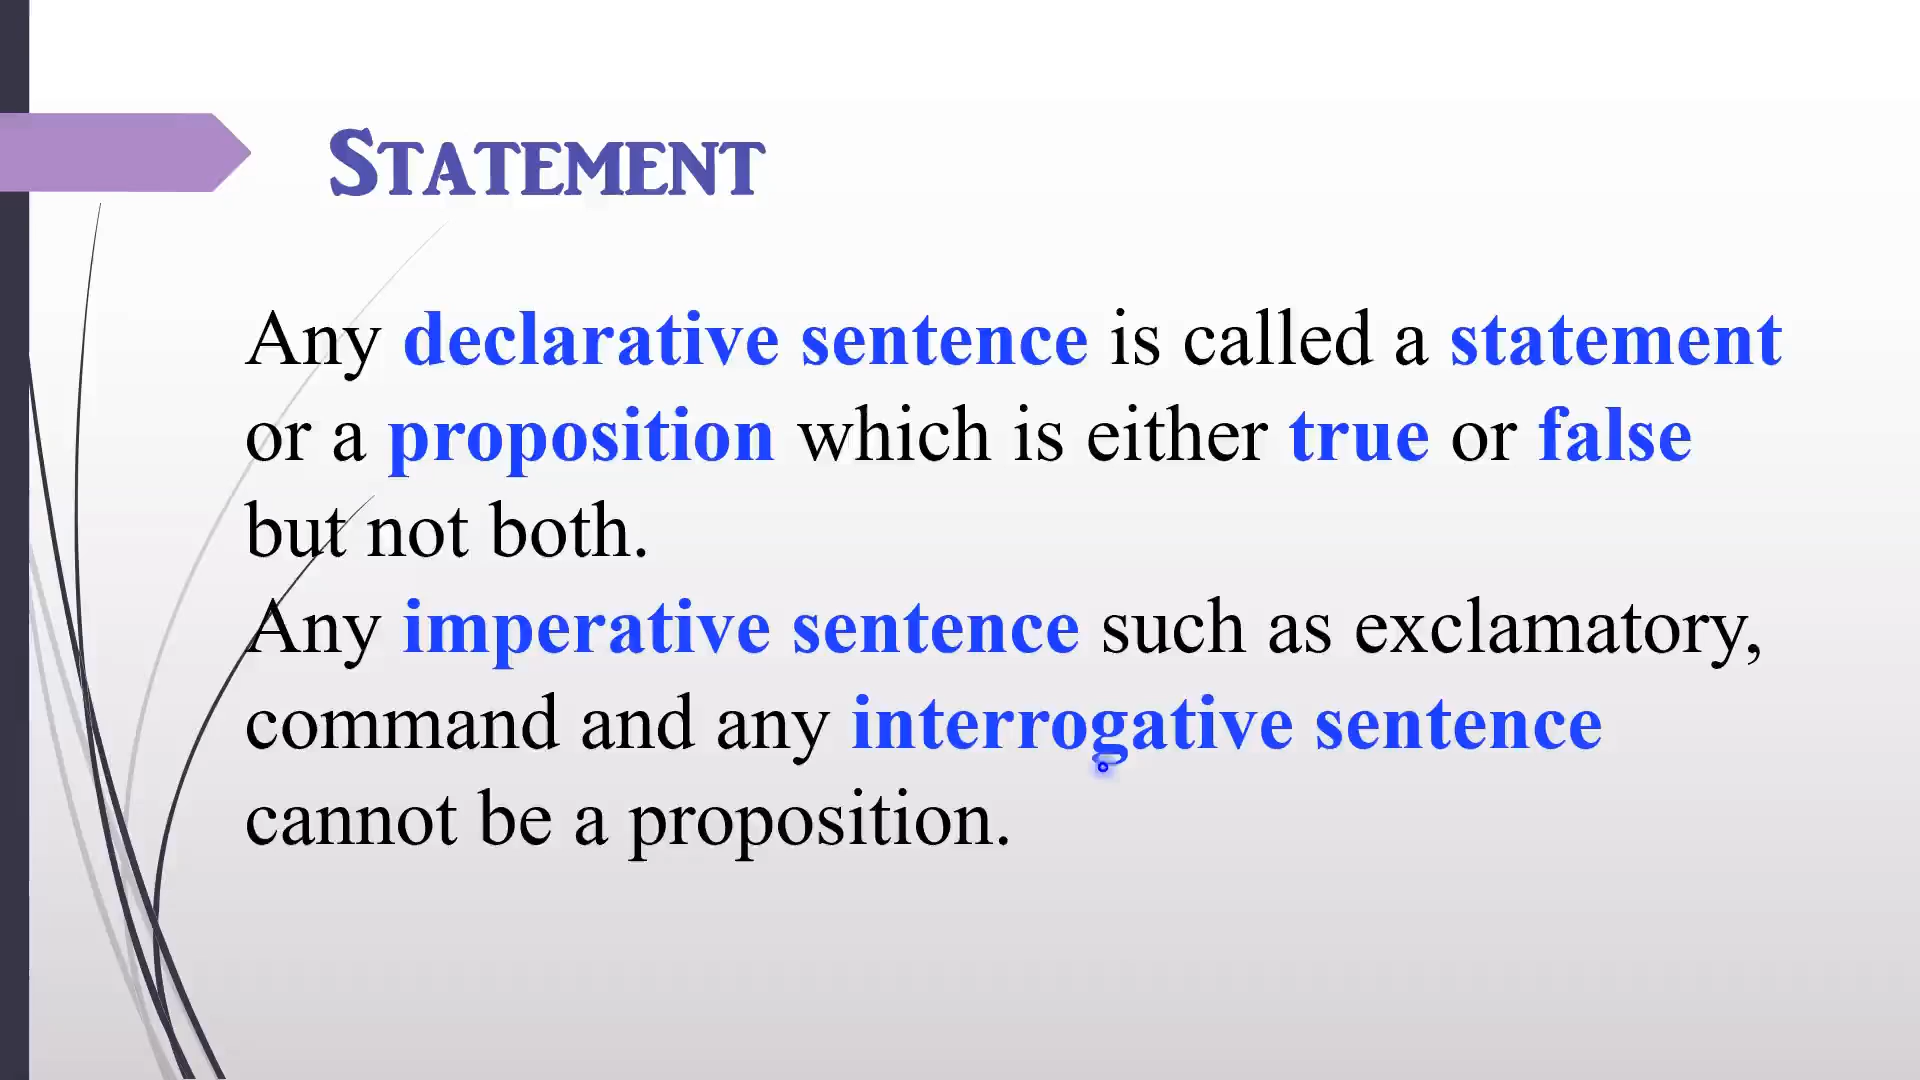 STATEMENT
Any declarative sentence is called a statement
or a proposition which is either true or false
but not both.
Any imperative sentence such as exclamatory,
command and any interrogative sentence
cannot be a proposition.